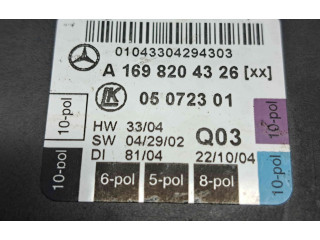 01043304294303
A 169 820 43 26 [xx]
LK 05 0723 01
HW 33/04
SW 04/29/02 Q03
DI 81/04 22/10/04
10-pol
10-pol
10-pol
10-pol
6-pol 5-pol 8-pol